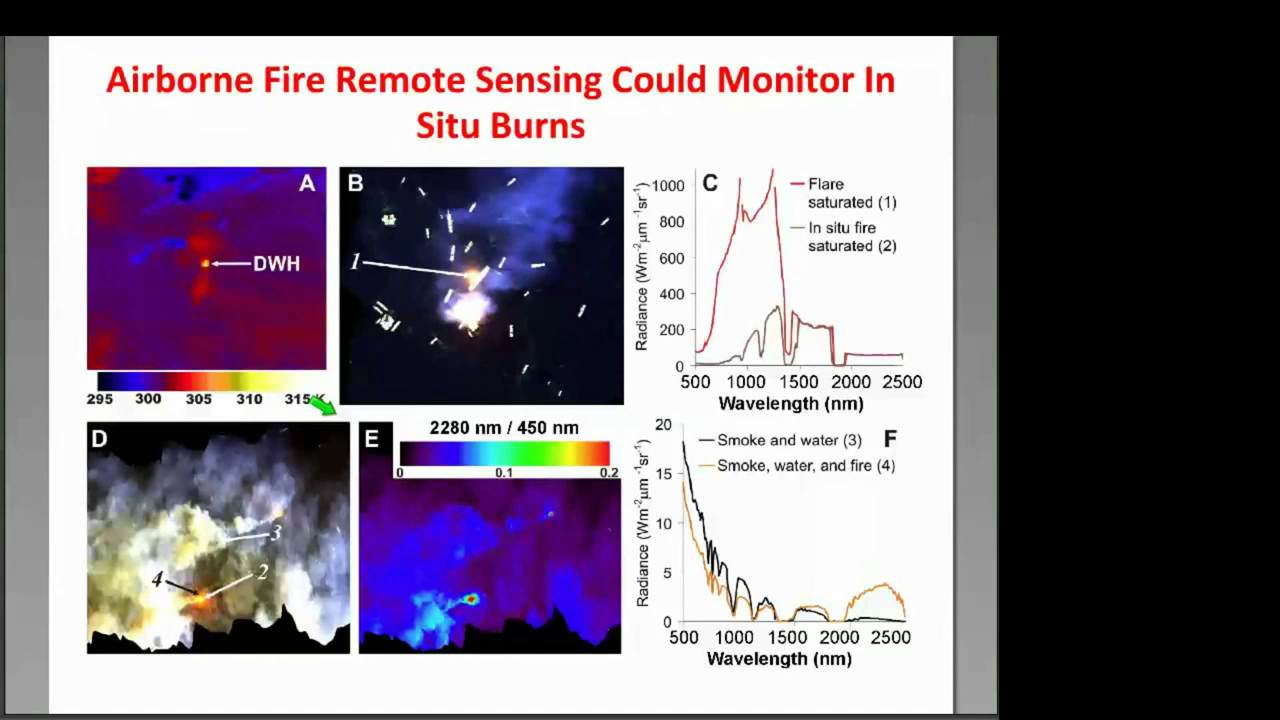 Airborne Fire Remote Sensing Could Monitor In
Situ Burns
A
DWH
295 300 305 310 315 K
B
1
C
Radiance (Wm⁻²µm⁻¹sr⁻¹)
1000
800
600
400
200
0
Flare
saturated (1)
In situ fire
saturated (2)
500 1000 1500 2000 2500
Wavelength (nm)
D
3
4
2
E
2280 nm / 450 nm
0 0.1 0.2
F
Radiance (Wm⁻²µm⁻¹sr⁻¹)
20
15
10
5
0
Smoke and water (3)
Smoke, water, and fire (4)
500 1000 1500 2000 2500
Wavelength (nm)